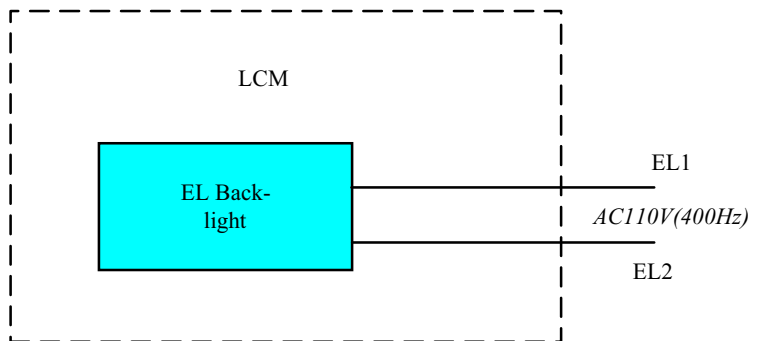 LCM
EL1
EL Back-
light
AC110V(400Hz)
EL2